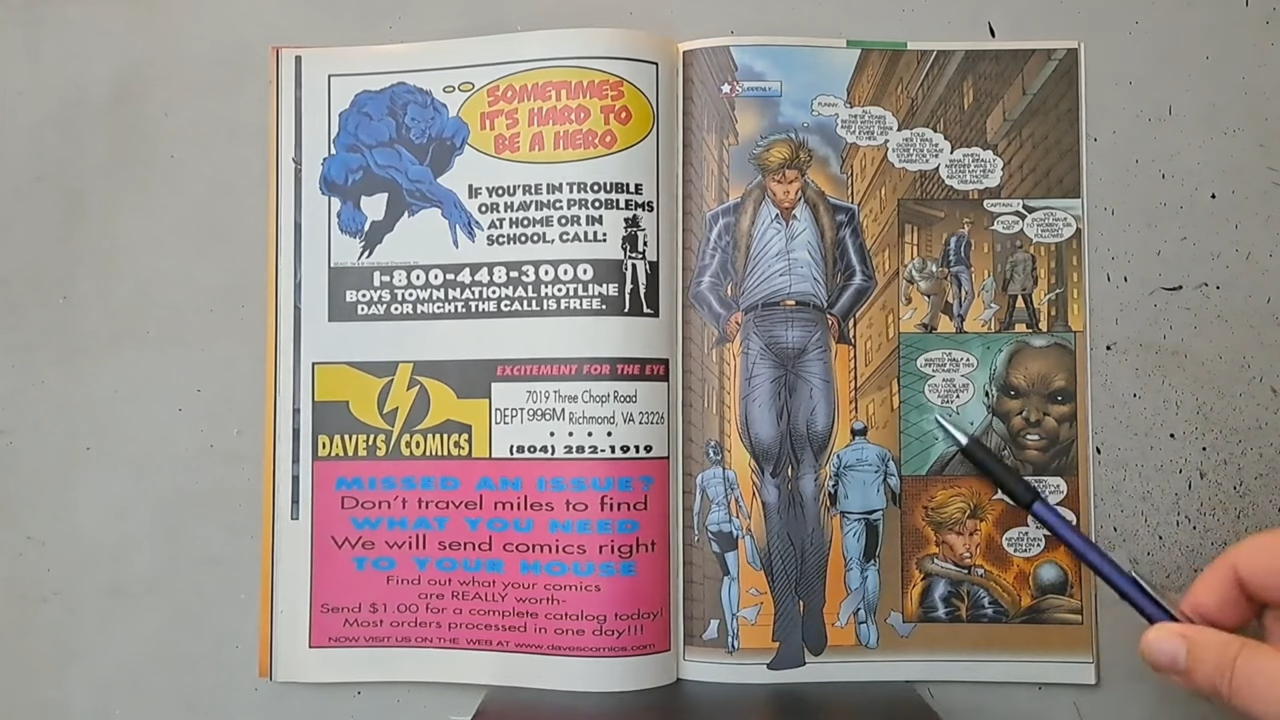 SOMETIMES
IT'S HARD TO
BE A HERO
IF YOU'RE IN TROUBLE
OR HAVING PROBLEMS
AT HOME OR IN
SCHOOL, CALL:
1-800-448-3000
BOYS TOWN NATIONAL HOTLINE
DAY OR NIGHT. THE CALL IS FREE.
EXCITEMENT FOR THE EYE
7019 Three Chopt Road
DEPT 996M Richmond, VA 23226
(804) 282-1919
DAVE'S COMICS
MISSED AN ISSUE?
Don't travel miles to find
WHAT YOU NEED
We will send comics right
TO YOUR HOUSE
Find out what your comics
are REALLY worth-
Send $1.00 for a complete catalog today!
Most orders processed in one day!!!
NOW VISIT US ON THE WEB AT www.davescomics.com
SUDDENLY...
FUNNY.
ALL
THESE YEARS
BEING WITH PEG --
AND I DON'T THINK
I'VE EVER LIED
TO HER.
TOLD
HER I WAS
GOING TO THE
STORE FOR SOME
STUFF FOR THE
BARBECUE...
WHEN
WHAT I REALLY
NEEDED WAS TO
CLEAR MY HEAD
ABOUT THOSE...
DREAMS.
CAPTAIN...?
EXCUSE
ME?
YOU
DON'T HAVE
TO WORRY, SIR.
I WASN'T
FOLLOWED.
I'VE
WAITED HALF A
LIFETIME FOR THIS
MOMENT.
AND
YOU LOOK LIKE
YOU HAVEN'T
AGED A
DAY.
SORRY,
WITH
I'VE
NEVER EVEN
BEEN ON A
BOAT.